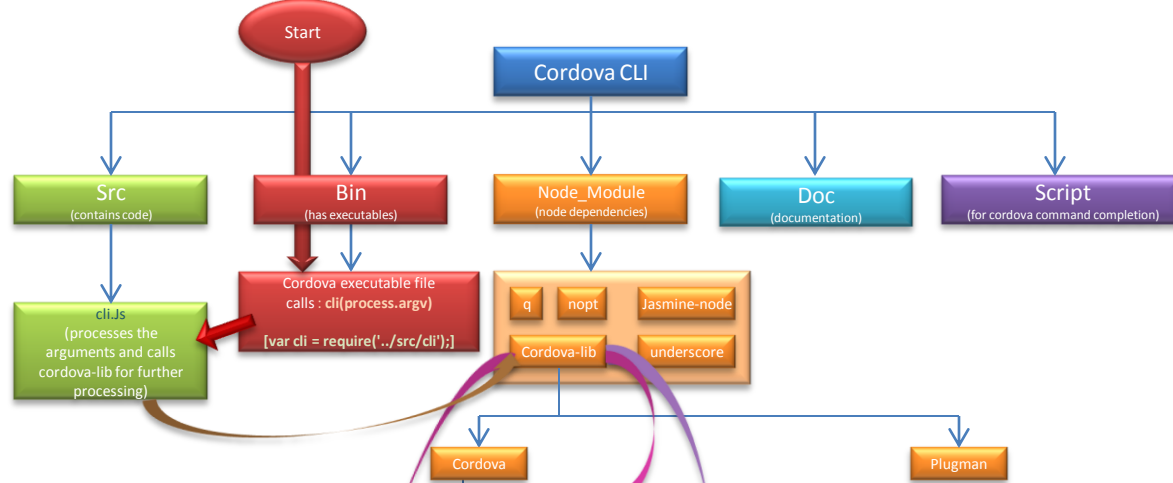 Start
Cordova CLI
Src
(contains code)
Bin
(has executables)
Node_Module
(node dependencies)
Doc
(documentation)
Script
(for cordova command completion)
Cordova executable file
calls : cli(process.argv)
[var cli = require('../src/cli');]
cli.Js
(processes the
arguments and calls
cordova-lib for further
processing)
q
nopt
Jasmine-node
Cordova-lib
underscore
Cordova
Plugman